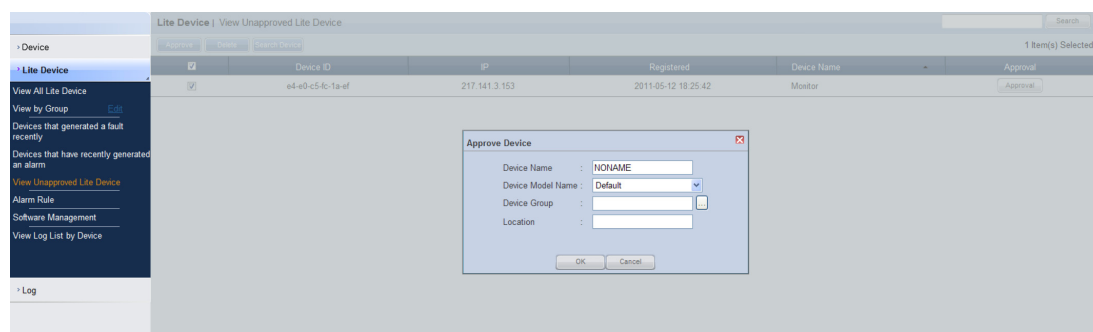 Lite Device | View Unapproved Lite Device
Search
› Device
Approve Delete Search Device
1 Item(s) Selected
› Lite Device
Device ID IP Registered Device Name Approval
e4-e0-c5-fc-1a-ef 217.141.3.153 2011-05-12 18:25:42 Monitor Approval
View All Lite Device
View by Group Edit
Devices that generated a fault
recently
Devices that have recently generated
an alarm
View Unapproved Lite Device
Alarm Rule
Software Management
View Log List by Device
› Log
Approve Device
Device Name : NONAME
Device Model Name : Default
Device Group : ...
Location :
OK Cancel